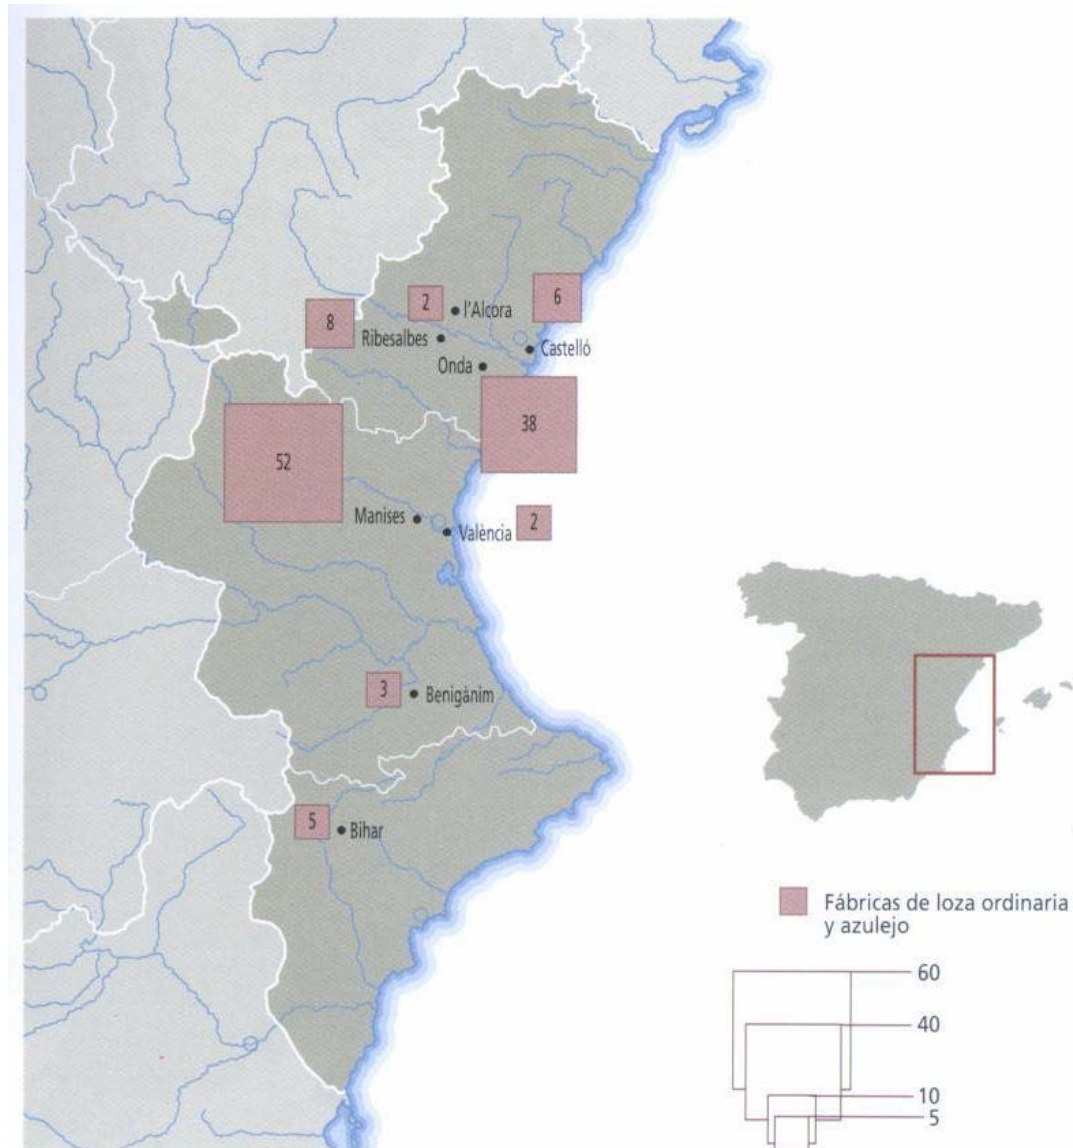 2
l'Alcora
6
8
Ribesalbes
Castelló
Onda
38
52
Manises
València
2
3
Benigànim
5
Bihar
Fábricas de loza ordinaria
y azulejo
60
40
10
5